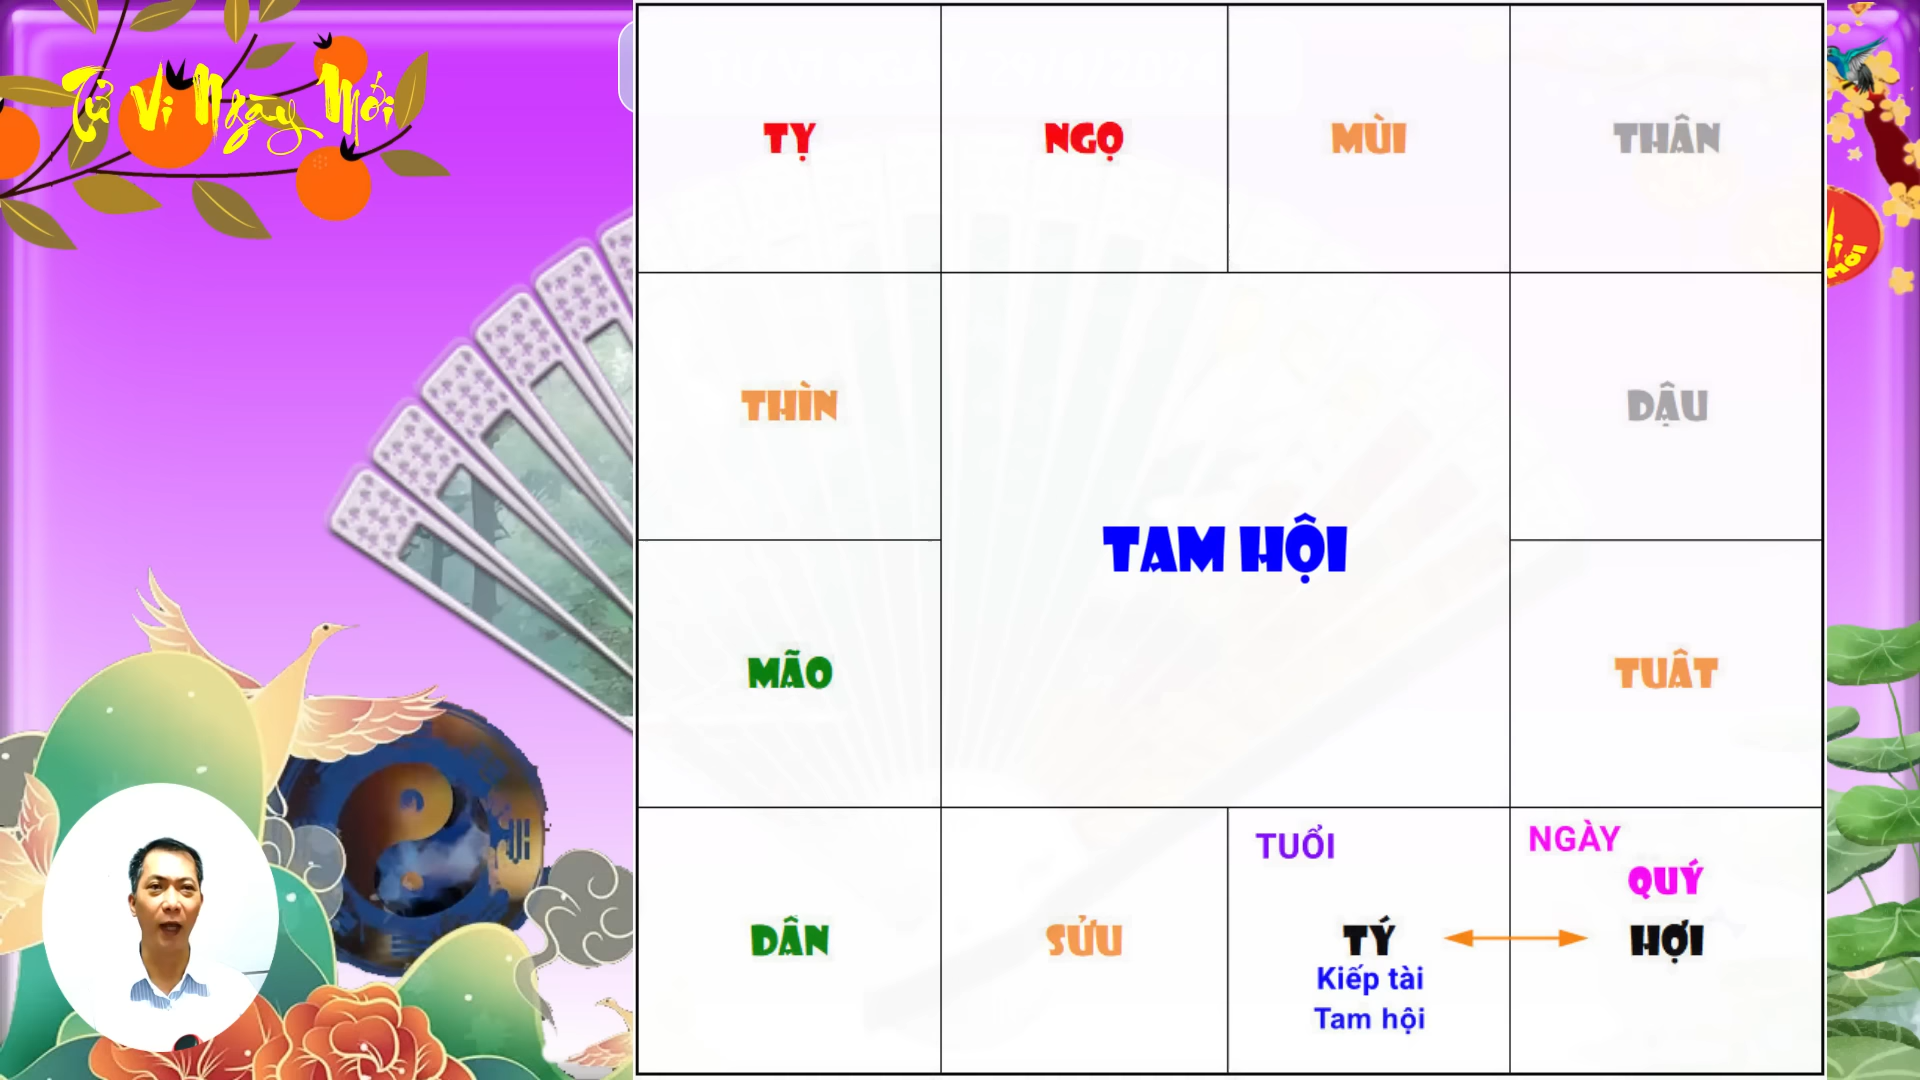 Tử Vi Ngày Mới
TỴ
NGỌ
MÙI
THÂN
THÌN
DẬU
TAM HỘI
MÃO
TUẤT
TUỔI
NGÀY
QUÝ
DẦN
SỬU
TÝ
HỢI
Kiếp tài
Tam hội